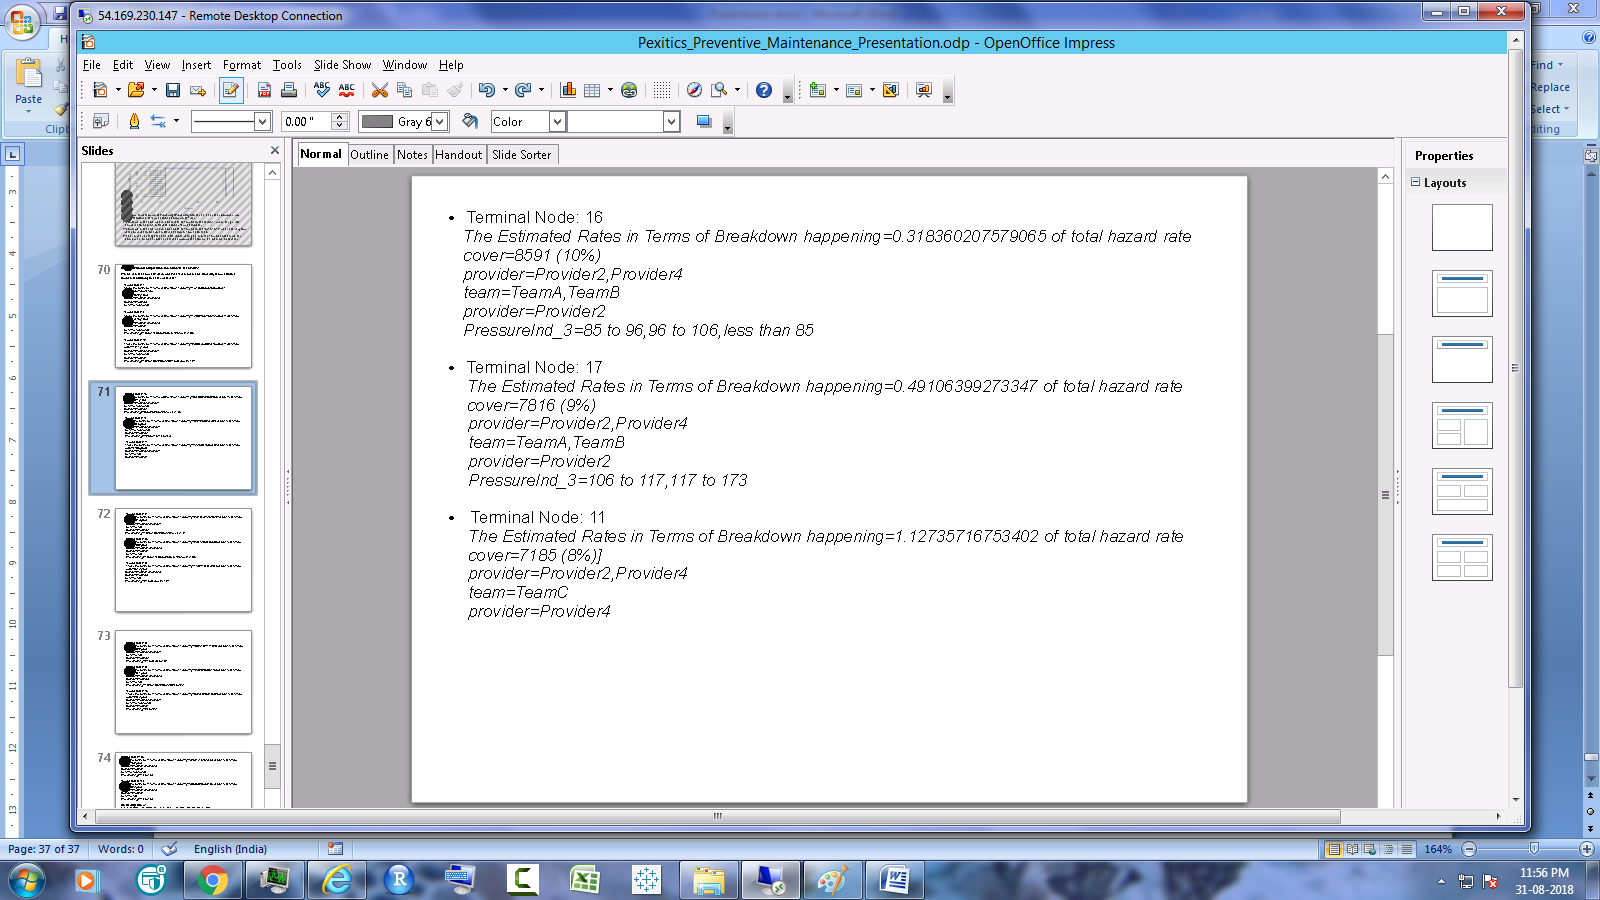 54.169.230.147 - Remote Desktop Connection
Pexitics_Preventive_Maintenance_Presentation.odp - OpenOffice Impress
File Edit View Insert Format Tools Slide Show Window Help
Paste
Find
Replace
Select
0.00 "
Gray 6
Color
Slides
Normal Outline Notes Handout Slide Sorter
Properties
Layouts
70
71
72
73
74
• Terminal Node: 16
The Estimated Rates in Terms of Breakdown happening=0.318360207579065 of total hazard rate
cover=8591 (10%)
provider=Provider2,Provider4
team=TeamA,TeamB
provider=Provider2
PressureInd_3=85 to 96,96 to 106,less than 85
• Terminal Node: 17
The Estimated Rates in Terms of Breakdown happening=0.49106399273347 of total hazard rate
cover=7816 (9%)
provider=Provider2,Provider4
team=TeamA,TeamB
provider=Provider2
PressureInd_3=106 to 117,117 to 173
• Terminal Node: 11
The Estimated Rates in Terms of Breakdown happening=1.12735716753402 of total hazard rate
cover=7185 (8%)]
provider=Provider2,Provider4
team=TeamC
provider=Provider4
Page: 37 of 37 Words: 0 English (India) 164%
11:56 PM
31-08-2018